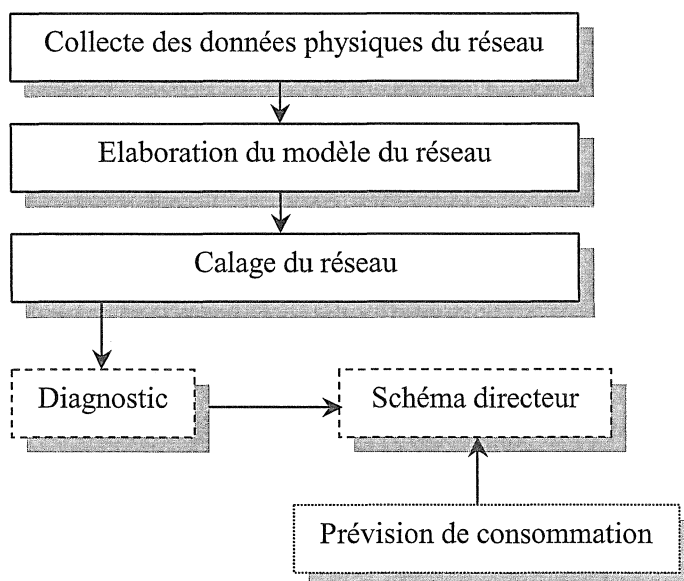 Collecte des données physiques du réseau
Elaboration du modèle du réseau
Calage du réseau
Diagnostic
Schéma directeur
Prévision de consommation